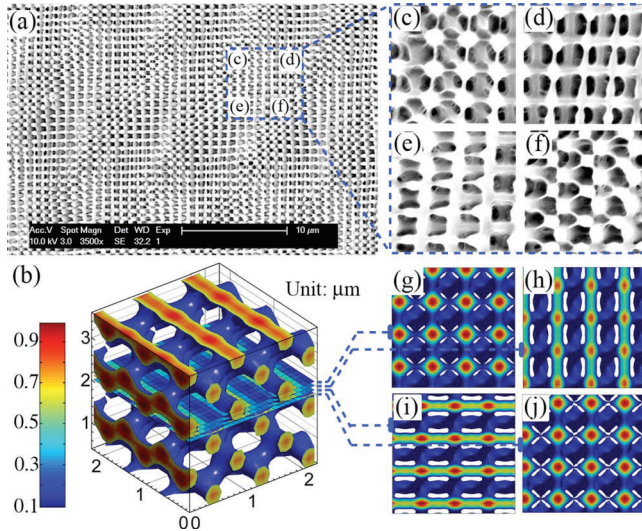 (a)
(c) (d)
(e) (f)
Acc.V Spot Magn Det WD Exp
10.0 kV 3.0 3500x SE 32.2 1
10 μm
(c)
(d)
(e)
(f)
(b)
Unit: μm
0.9
0.7
0.5
0.3
0.1
3
2
1
2
1
0
0
1
2
(g)
(h)
(i)
(j)